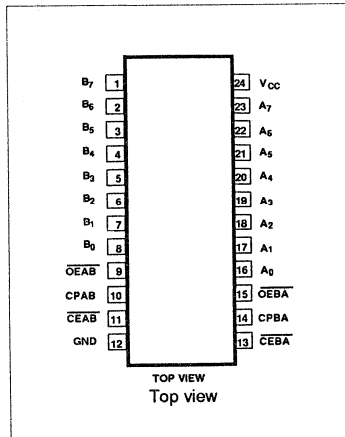 B7 1 24 VCC
B6 2 23 A7
B5 3 22 A6
B4 4 21 A5
B3 5 20 A4
B2 6 19 A3
B1 7 18 A2
B0 8 17 A1
OEAB 9 16 A0
CPAB 10 15 OEBA
CEAB 11 14 CPBA
GND 12 13 CEBA
TOP VIEW
Top view